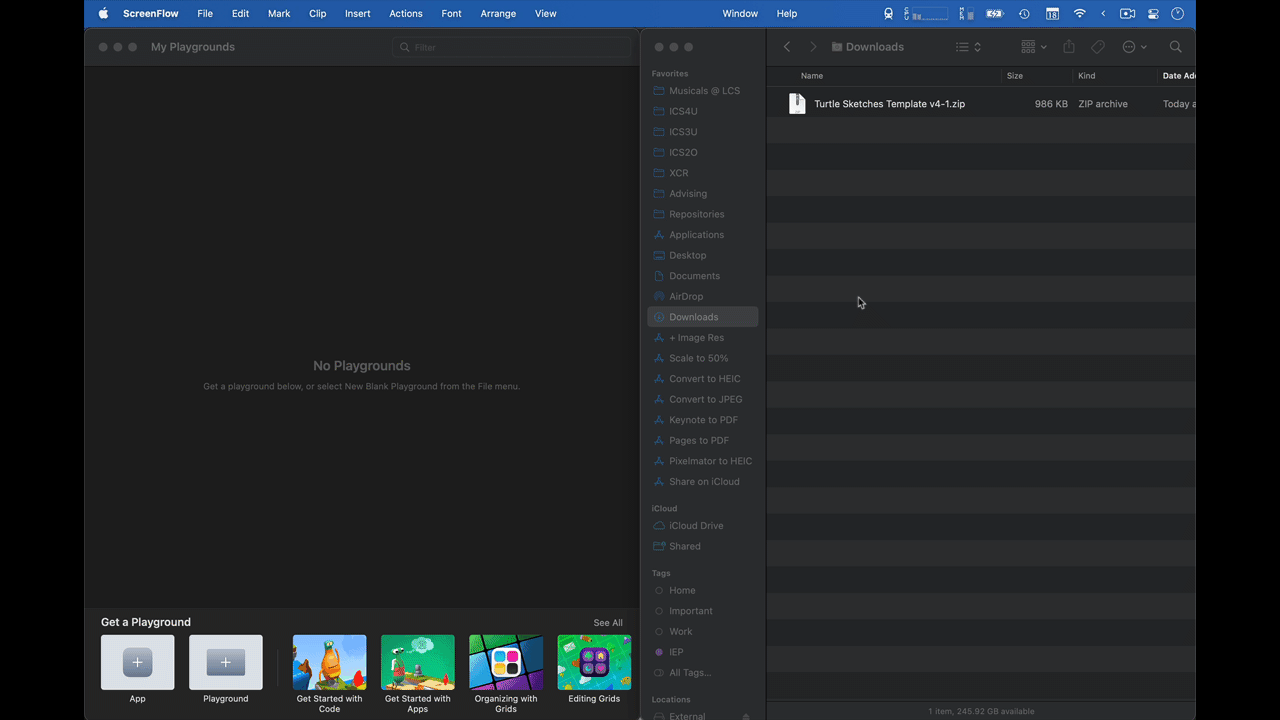 ScreenFlow File Edit Mark Clip Insert Actions Font Arrange View Window Help
18
My Playgrounds
Filter
No Playgrounds
Get a playground below, or select New Blank Playground from the File menu.
Get a Playground
See All
App
Playground
Get Started with Code
Get Started with Apps
Organizing with Grids
Editing Grids
Favorites
Musicals @ LCS
ICS4U
ICS3U
ICS2O
XCR
Advising
Repositories
Applications
Desktop
Documents
AirDrop
Downloads
+ Image Res
Scale to 50%
Convert to HEIC
Convert to JPEG
Keynote to PDF
Pages to PDF
Pixelmator to HEIC
Share on iCloud
iCloud
iCloud Drive
Shared
Tags
Home
Important
Work
IEP
All Tags...
Locations
External
Downloads
Name Size Kind Date Ad
Turtle Sketches Template v4-1.zip 986 KB ZIP archive Today a
1 item, 245.92 GB available